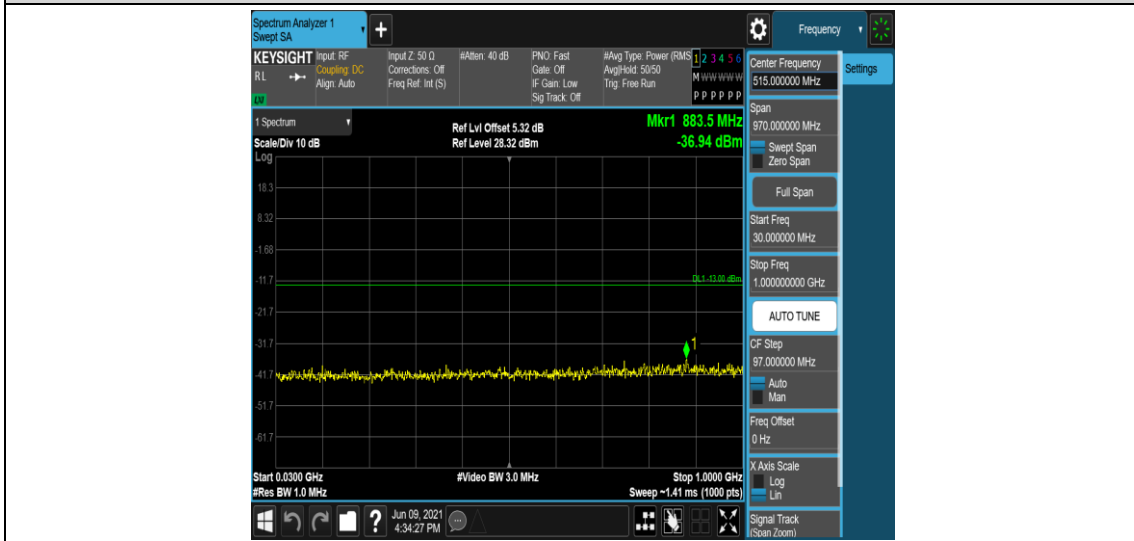 Spectrum Analyzer 1
Swept SA
+
Frequency
KEYSIGHT
RL
Input: RF
Coupling: DC
Align: Auto
Input Z: 50 Ω
Corrections: Off
Freq Ref: Int (S)
#Atten: 40 dB
PNO: Fast
Gate: Off
IF Gain: Low
Sig Track: Off
#Avg Type: Power (RMS
Avg|Hold: 50/50
Trig: Free Run
1 2 3 4 5 6
M W W W W W
P P P P P P
1 Spectrum
Scale/Div 10 dB
Ref Lvl Offset 5.32 dB
Ref Level 28.32 dBm
Mkr1 883.5 MHz
-36.94 dBm
Log
18.3
8.32
-1.68
-11.7
DL1 -13.00 dBm
-21.7
-31.7
1
-41.7
-51.7
-61.7
Start 0.0300 GHz
#Res BW 1.0 MHz
#Video BW 3.0 MHz
Stop 1.0000 GHz
Sweep ~1.41 ms (1000 pts)
?
Jun 09, 2021
4:34:27 PM
Center Frequency
515.000000 MHz
Settings
Span
970.000000 MHz
Swept Span
Zero Span
Full Span
Start Freq
30.000000 MHz
Stop Freq
1.000000000 GHz
AUTO TUNE
CF Step
97.000000 MHz
Auto
Man
Freq Offset
0 Hz
X Axis Scale
Log
Lin
Signal Track
(Span Zoom)